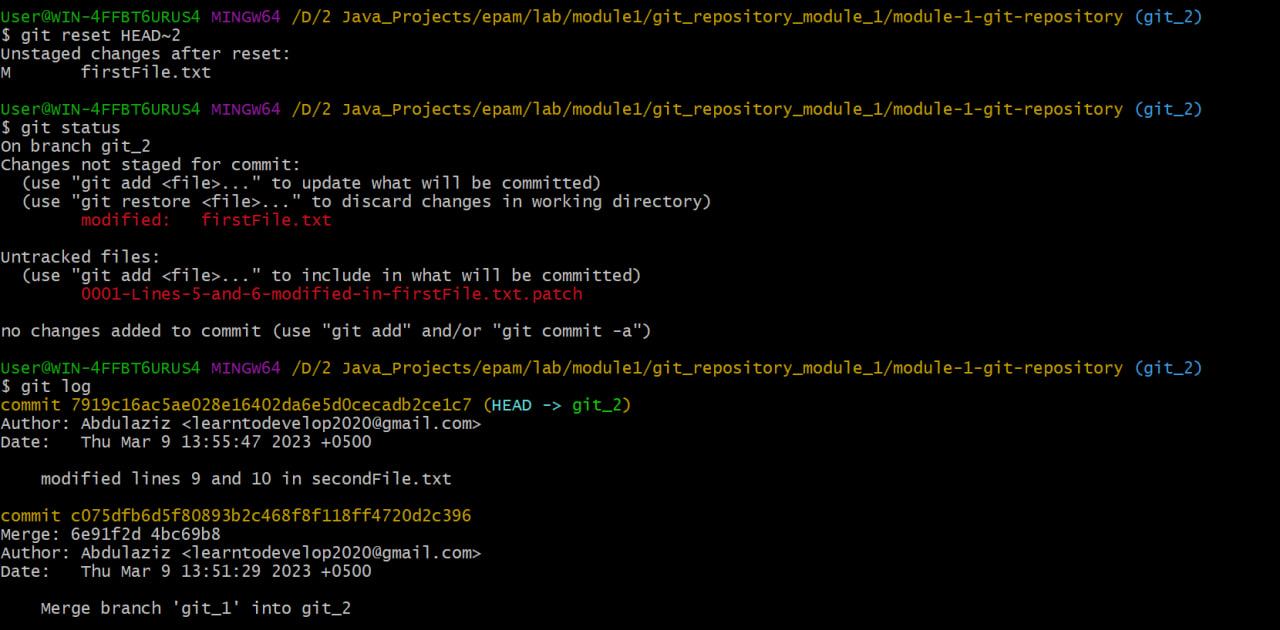 User@WIN-4FFBT6URUS4 MINGW64 /D/2 Java_Projects/epam/lab/module1/git_repository_module_1/module-1-git-repository (git_2)
$ git reset HEAD~2
Unstaged changes after reset:
M       firstFile.txt

User@WIN-4FFBT6URUS4 MINGW64 /D/2 Java_Projects/epam/lab/module1/git_repository_module_1/module-1-git-repository (git_2)
$ git status
On branch git_2
Changes not staged for commit:
  (use "git add <file>..." to update what will be committed)
  (use "git restore <file>..." to discard changes in working directory)
        modified:   firstFile.txt

Untracked files:
  (use "git add <file>..." to include in what will be committed)
        0001-Lines-5-and-6-modified-in-firstFile.txt.patch

no changes added to commit (use "git add" and/or "git commit -a")

User@WIN-4FFBT6URUS4 MINGW64 /D/2 Java_Projects/epam/lab/module1/git_repository_module_1/module-1-git-repository (git_2)
$ git log
commit 7919c16ac5ae028e16402da6e5d0cecadb2ce1c7 (HEAD -> git_2)
Author: Abdulaziz <learntodevelop2020@gmail.com>
Date:   Thu Mar 9 13:55:47 2023 +0500

    modified lines 9 and 10 in secondFile.txt

commit c075dfb6d5f80893b2c468f8f118ff4720d2c396
Merge: 6e91f2d 4bc69b8
Author: Abdulaziz <learntodevelop2020@gmail.com>
Date:   Thu Mar 9 13:51:29 2023 +0500

    Merge branch 'git_1' into git_2